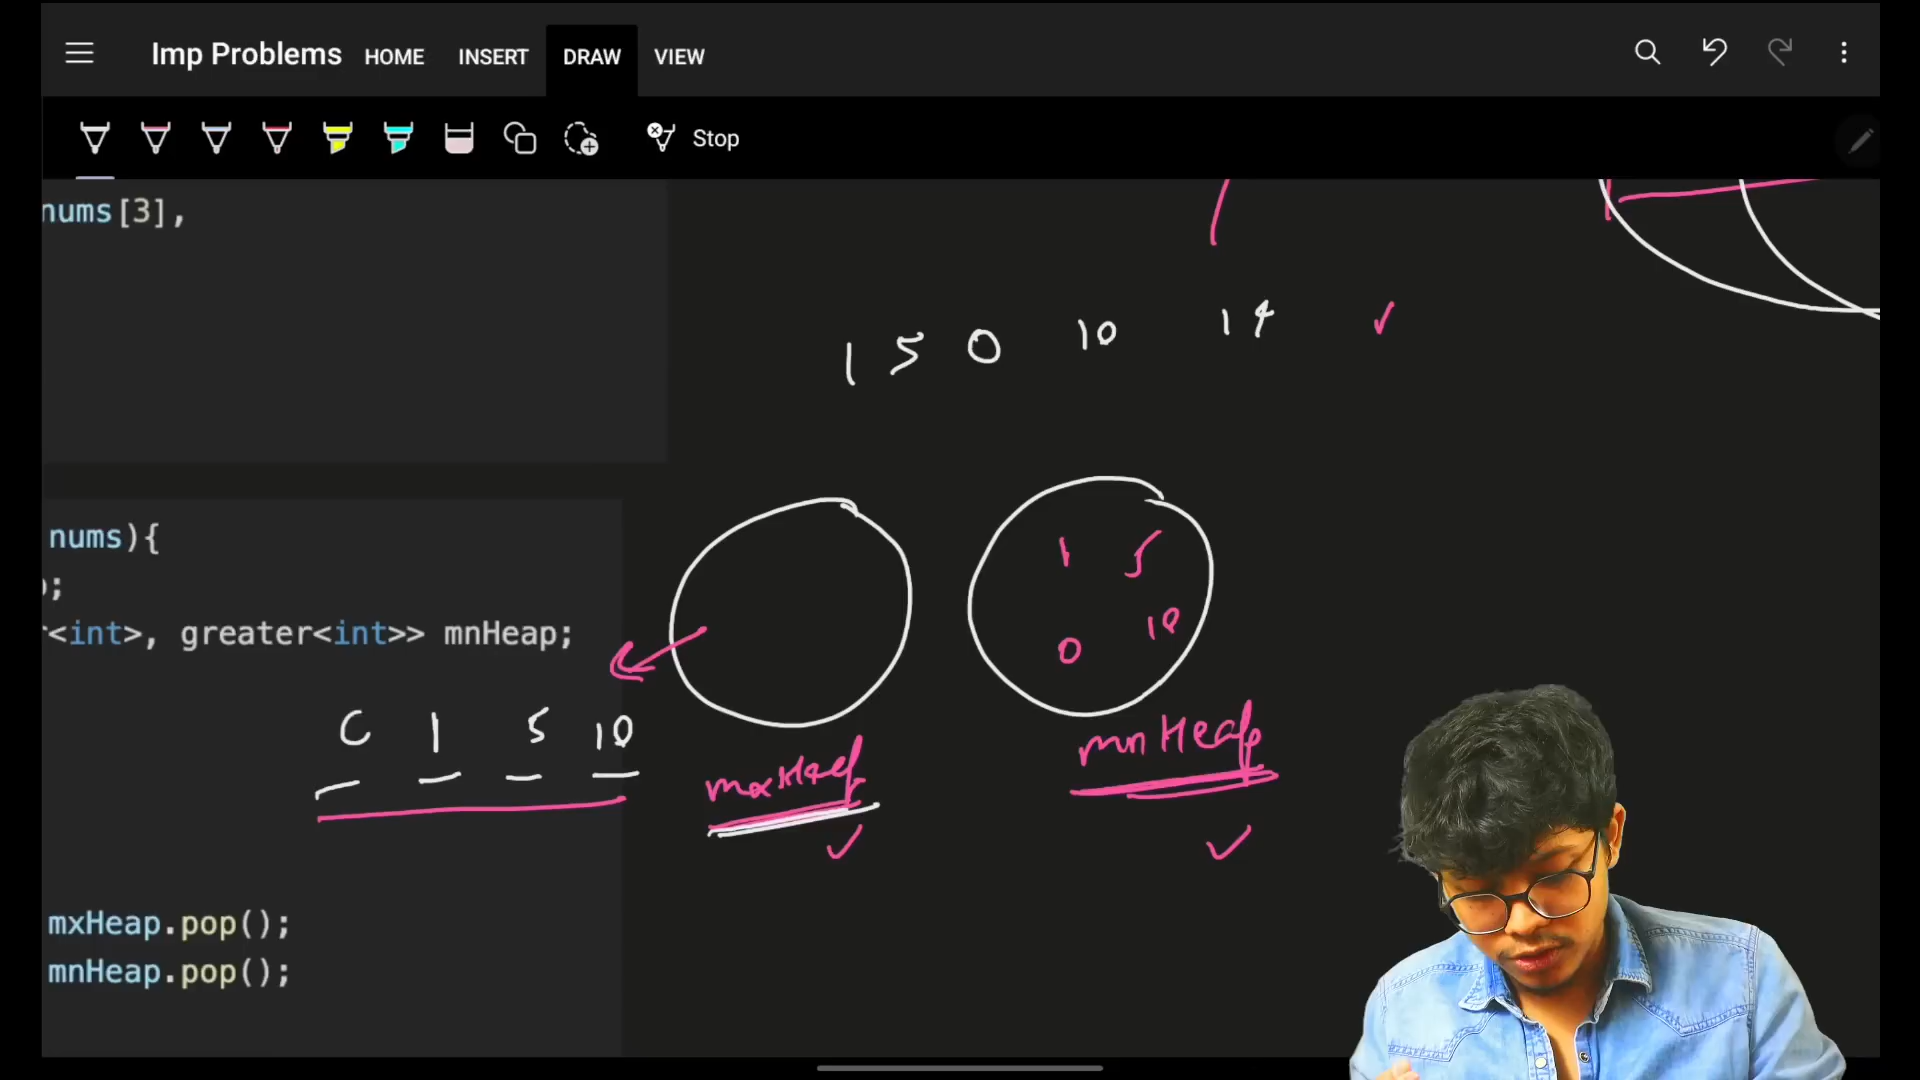 Imp Problems HOME INSERT DRAW VIEW
Stop
nums[3],
1 5 0 10 14
nums){
;
<int>, greater<int>> mnHeap;
1 5
0 10
C 1 5 10
mxHeap
mnHeap
mxHeap.pop();
mnHeap.pop();